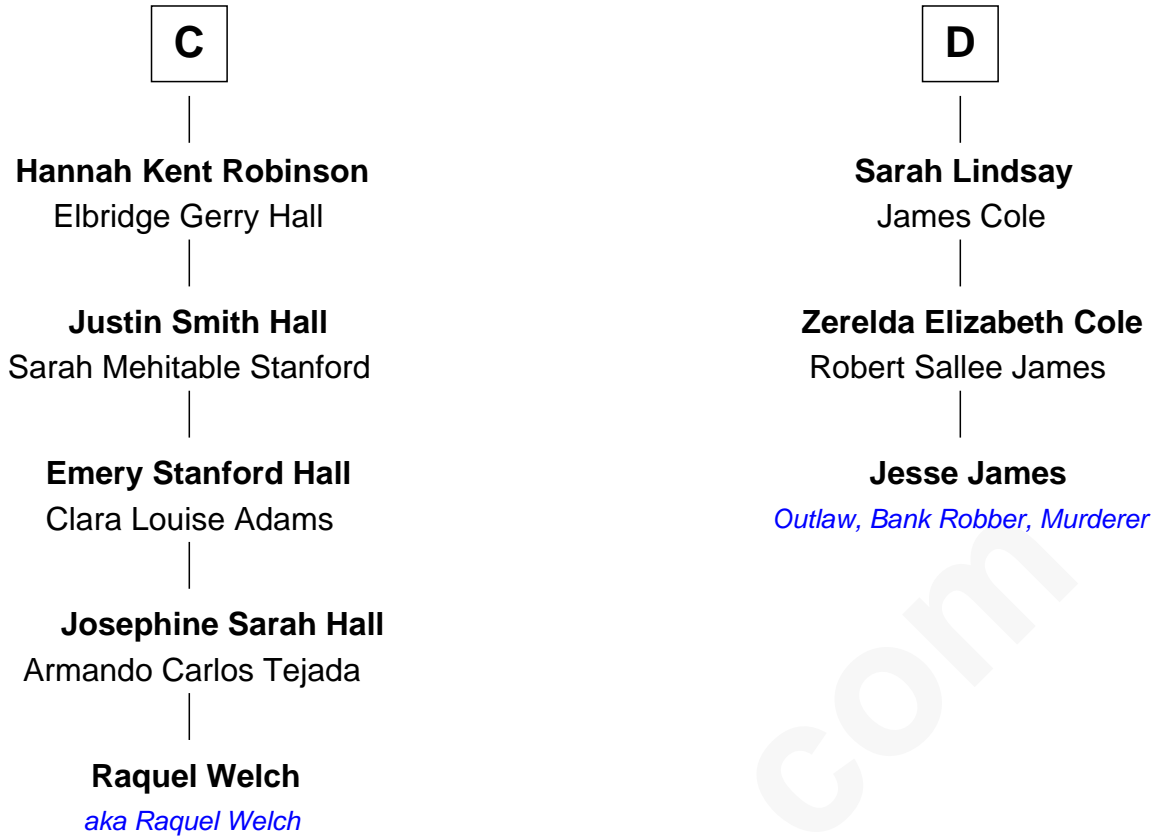 C
Hannah Kent Robinson
Elbridge Gerry Hall
Justin Smith Hall
Sarah Mehitable Stanford
Emery Stanford Hall
Clara Louise Adams
Josephine Sarah Hall
Armando Carlos Tejada
Raquel Welch
aka Raquel Welch
D
Sarah Lindsay
James Cole
Zerelda Elizabeth Cole
Robert Sallee James
Jesse James
Outlaw, Bank Robber, Murderer
com